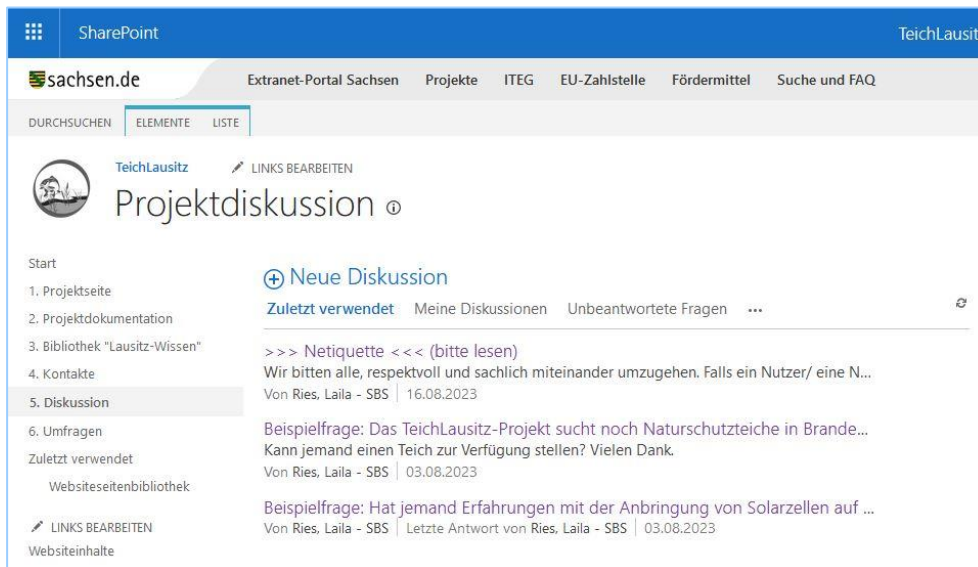 SharePoint
TeichLausit
sachsen.de
Extranet-Portal Sachsen Projekte ITEG EU-Zahlstelle Fördermittel Suche und FAQ
DURCHSUCHEN ELEMENTE LISTE
TeichLausitz LINKS BEARBEITEN
Projektdiskussion
Start
1. Projektseite
2. Projektdokumentation
3. Bibliothek "Lausitz-Wissen"
4. Kontakte
5. Diskussion
6. Umfragen
Zuletzt verwendet
Websiteseitenbibliothek
LINKS BEARBEITEN
Websiteinhalte
Neue Diskussion
Zuletzt verwendet Meine Diskussionen Unbeantwortete Fragen ...
>>> Netiquette <<< (bitte lesen)
Wir bitten alle, respektvoll und sachlich miteinander umzugehen. Falls ein Nutzer/ eine N...
Von Ries, Laila - SBS | 16.08.2023
Beispielfrage: Das TeichLausitz-Projekt sucht noch Naturschutzteiche in Brande...
Kann jemand einen Teich zur Verfügung stellen? Vielen Dank.
Von Ries, Laila - SBS | 03.08.2023
Beispielfrage: Hat jemand Erfahrungen mit der Anbringung von Solarzellen auf ...
Von Ries, Laila - SBS | Letzte Antwort von Ries, Laila - SBS | 03.08.2023